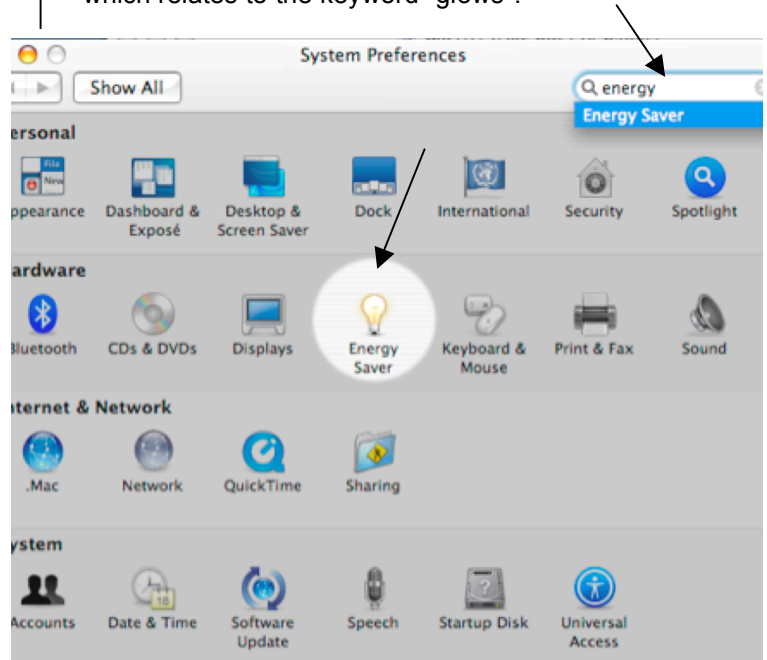 which relates to the keyword "glows".
System Preferences
Show All
energy
Energy Saver
ersonal
File
New
ppearance
Dashboard &
Exposé
Desktop &
Screen Saver
Dock
International
Security
Spotlight
ardware
Bluetooth
CDs & DVDs
Displays
Energy
Saver
Keyboard &
Mouse
Print & Fax
Sound
nternet & Network
.Mac
Network
QuickTime
Sharing
ystem
Accounts
18
Date & Time
Software
Update
Speech
?
Startup Disk
Universal
Access